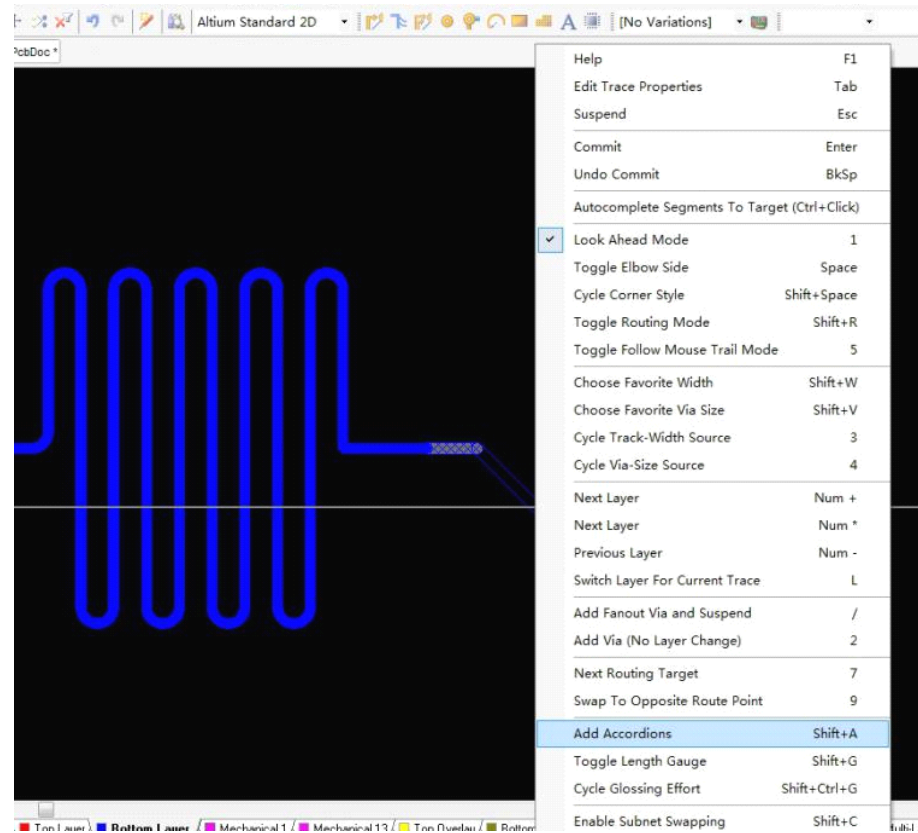 Altium Standard 2D
[No Variations]
PcbDoc *
Help F1
Edit Trace Properties Tab
Suspend Esc
Commit Enter
Undo Commit BkSp
Autocomplete Segments To Target (Ctrl+Click)
Look Ahead Mode 1
Toggle Elbow Side Space
Cycle Corner Style Shift+Space
Toggle Routing Mode Shift+R
Toggle Follow Mouse Trail Mode 5
Choose Favorite Width Shift+W
Choose Favorite Via Size Shift+V
Cycle Track-Width Source 3
Cycle Via-Size Source 4
Next Layer Num +
Next Layer Num *
Previous Layer Num -
Switch Layer For Current Trace L
Add Fanout Via and Suspend /
Add Via (No Layer Change) 2
Next Routing Target 7
Swap To Opposite Route Point 9
Add Accordions Shift+A
Toggle Length Gauge Shift+G
Cycle Glossing Effort Shift+Ctrl+G
Enable Subnet Swapping Shift+C
Top Layer Bottom Layer Mechanical 1 Mechanical 13 Top Overlay Bottom